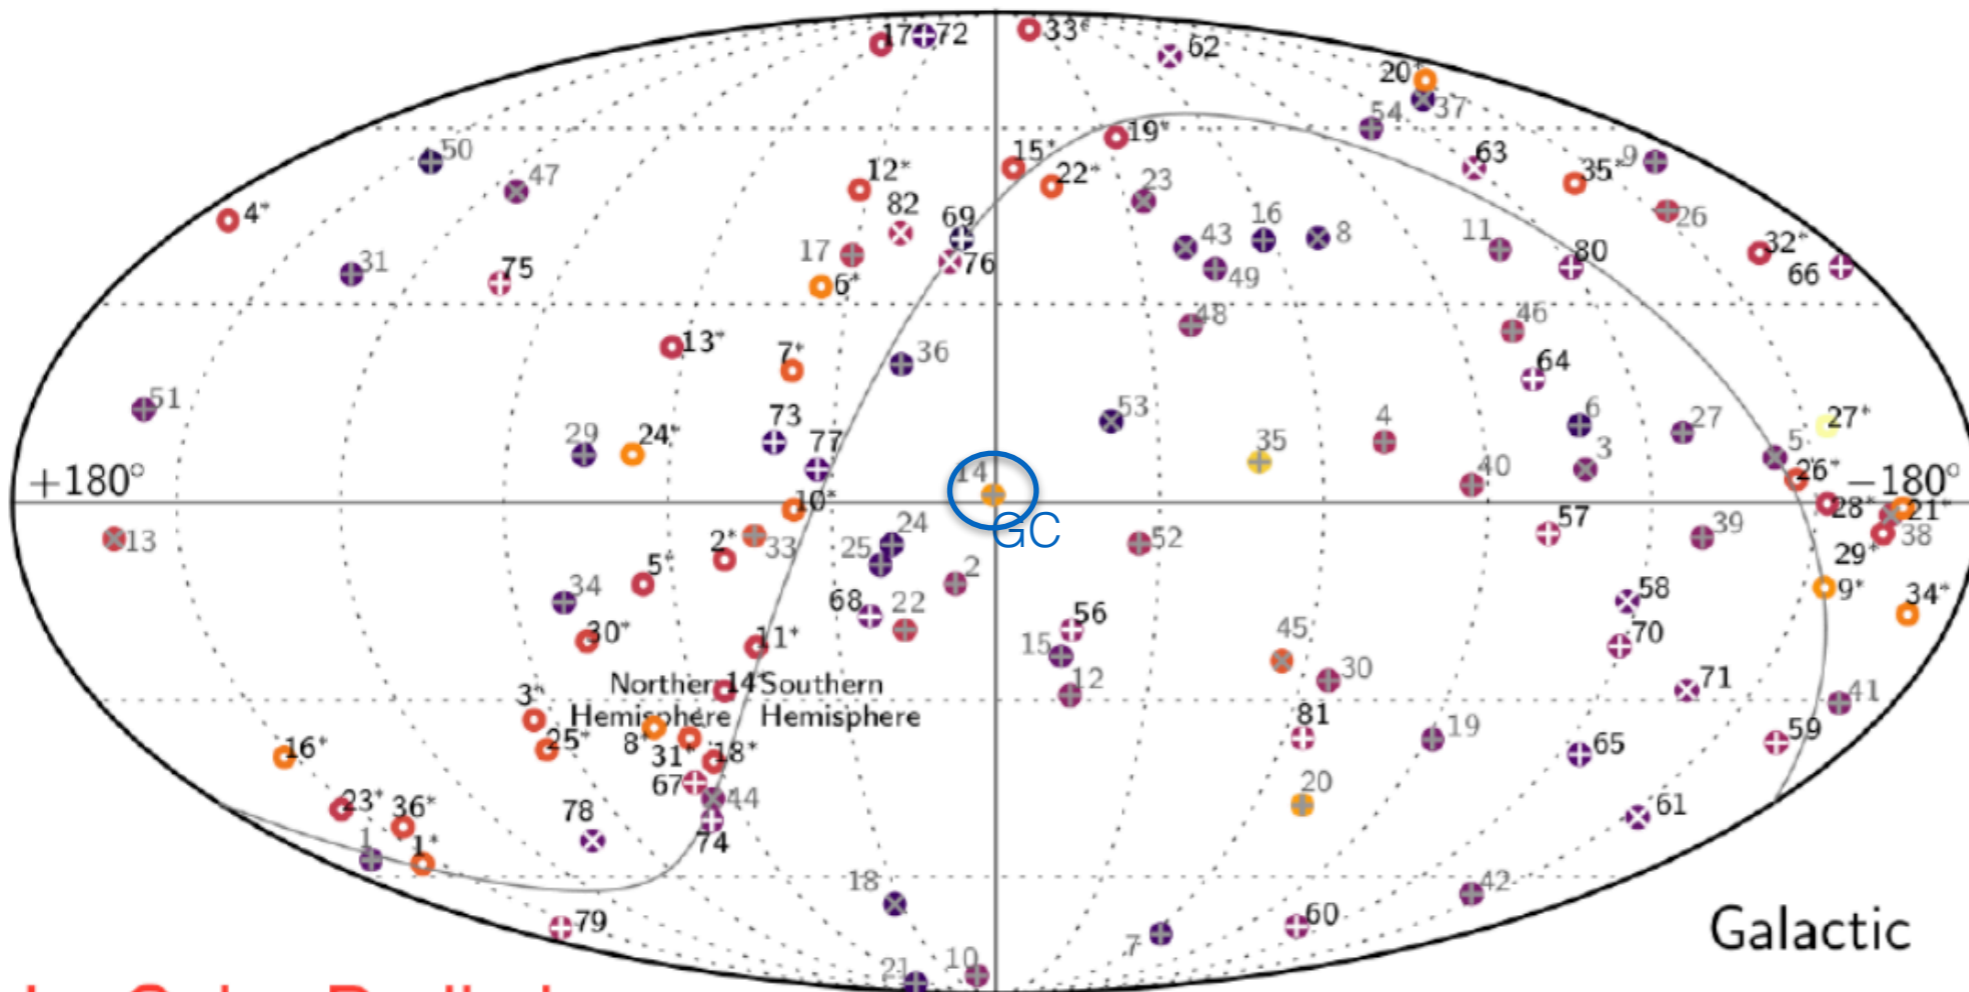 17* 72 33* 62
20*
37
54
19*
50 15* 63 9
12* 22* 35*
47 23
82 26
4* 69 16
43 8 11 32*
17 76 80
31 75 49 66
6*
48 46
13* 7*
36 64
51 53 6 27 27*
24* 73 4
29 77 35 3 5
+180° 14 40 26* −180°
10* 28* 21*
13 2* 33 24 GC 52 57 39 38
25 29*
5* 2 58 9*
34 68 22 56 34*
30* 11* 15 45 70
Northern 14* Southern 12 30 71 41
3* Hemisphere Hemisphere
25* 8* 31* 18* 81 19 65 59
16* 67
23* 36* 44 20 61
1 1* 78 74
18 42
79 7 60 Galactic
21 10